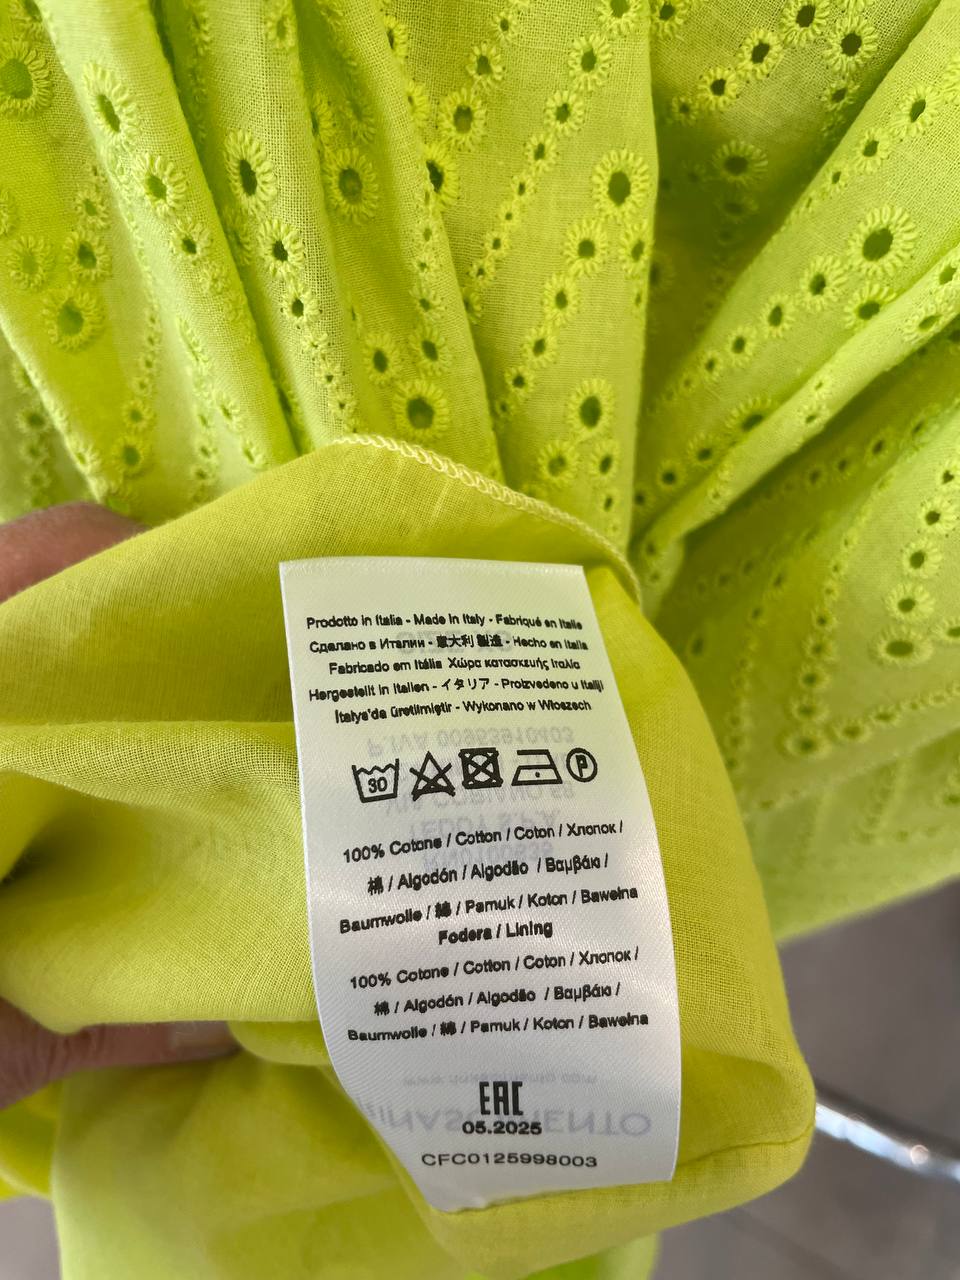 Prodotto in Italia - Made in Italy - Fabriqué en Italie
Сделано в Италии - 意大利 製造 - Hecho en Italia
Fabricado em Itália Χώρα κατασκευής Ιταλία
Hergestellt in Italien - イタリア - Proizvedeno u Italiji
İtalya'da üretilmiştir - Wykonano w Włoszech
30 P
100% Cotone / Cotton / Coton / Хлопок /
棉 / Algodón / Algodão / Βαμβάκι /
Baumwolle / 綿 / Pamuk / Koton / Bawełna
Fodera / Lining
100% Cotone / Cotton / Coton / Хлопок /
棉 / Algodón / Algodão / Βαμβάκι /
Baumwolle / 綿 / Pamuk / Koton / Bawełna
EAC
05.2025
CFC0125998003